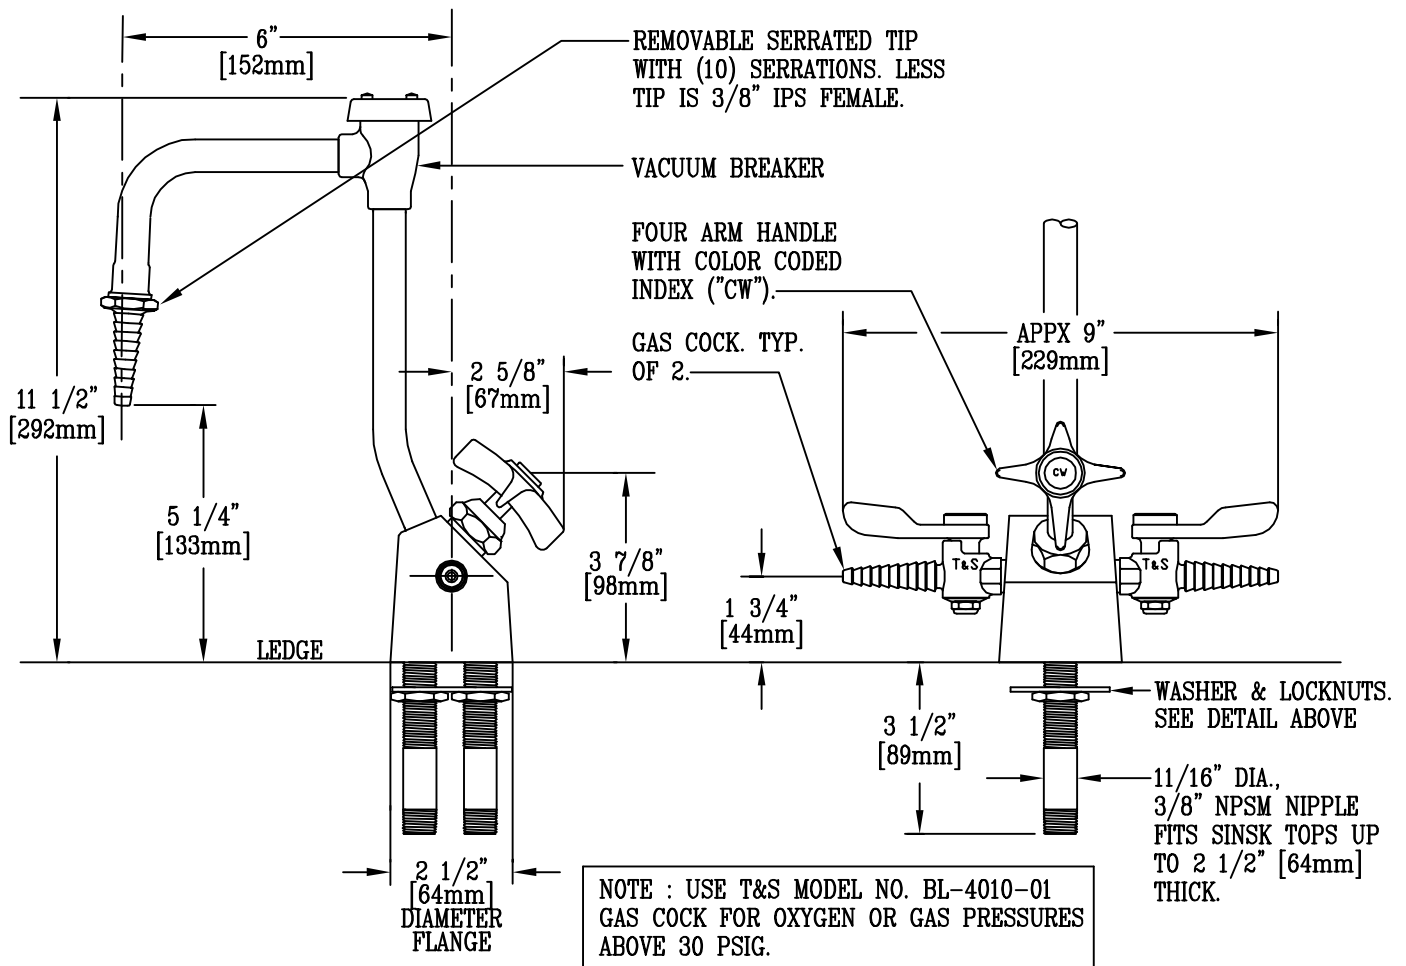 6"
[152mm]
REMOVABLE SERRATED TIP
WITH (10) SERRATIONS. LESS
TIP IS 3/8" IPS FEMALE.
VACUUM BREAKER
FOUR ARM HANDLE
WITH COLOR CODED
INDEX ("CW").
GAS COCK. TYP.
OF 2.
APPX 9"
[229mm]
2 5/8"
[67mm]
11 1/2"
[292mm]
CW
5 1/4"
[133mm]
3 7/8"
[98mm]
T&S
T&S
1 3/4"
[44mm]
LEDGE
WASHER & LOCKNUTS.
SEE DETAIL ABOVE
3 1/2"
[89mm]
11/16" DIA.,
3/8" NPSM NIPPLE
FITS SINSK TOPS UP
TO 2 1/2" [64mm]
THICK.
2 1/2"
[64mm]
DIAMETER
FLANGE
NOTE : USE T&S MODEL NO. BL-4010-01
GAS COCK FOR OXYGEN OR GAS PRESSURES
ABOVE 30 PSIG.